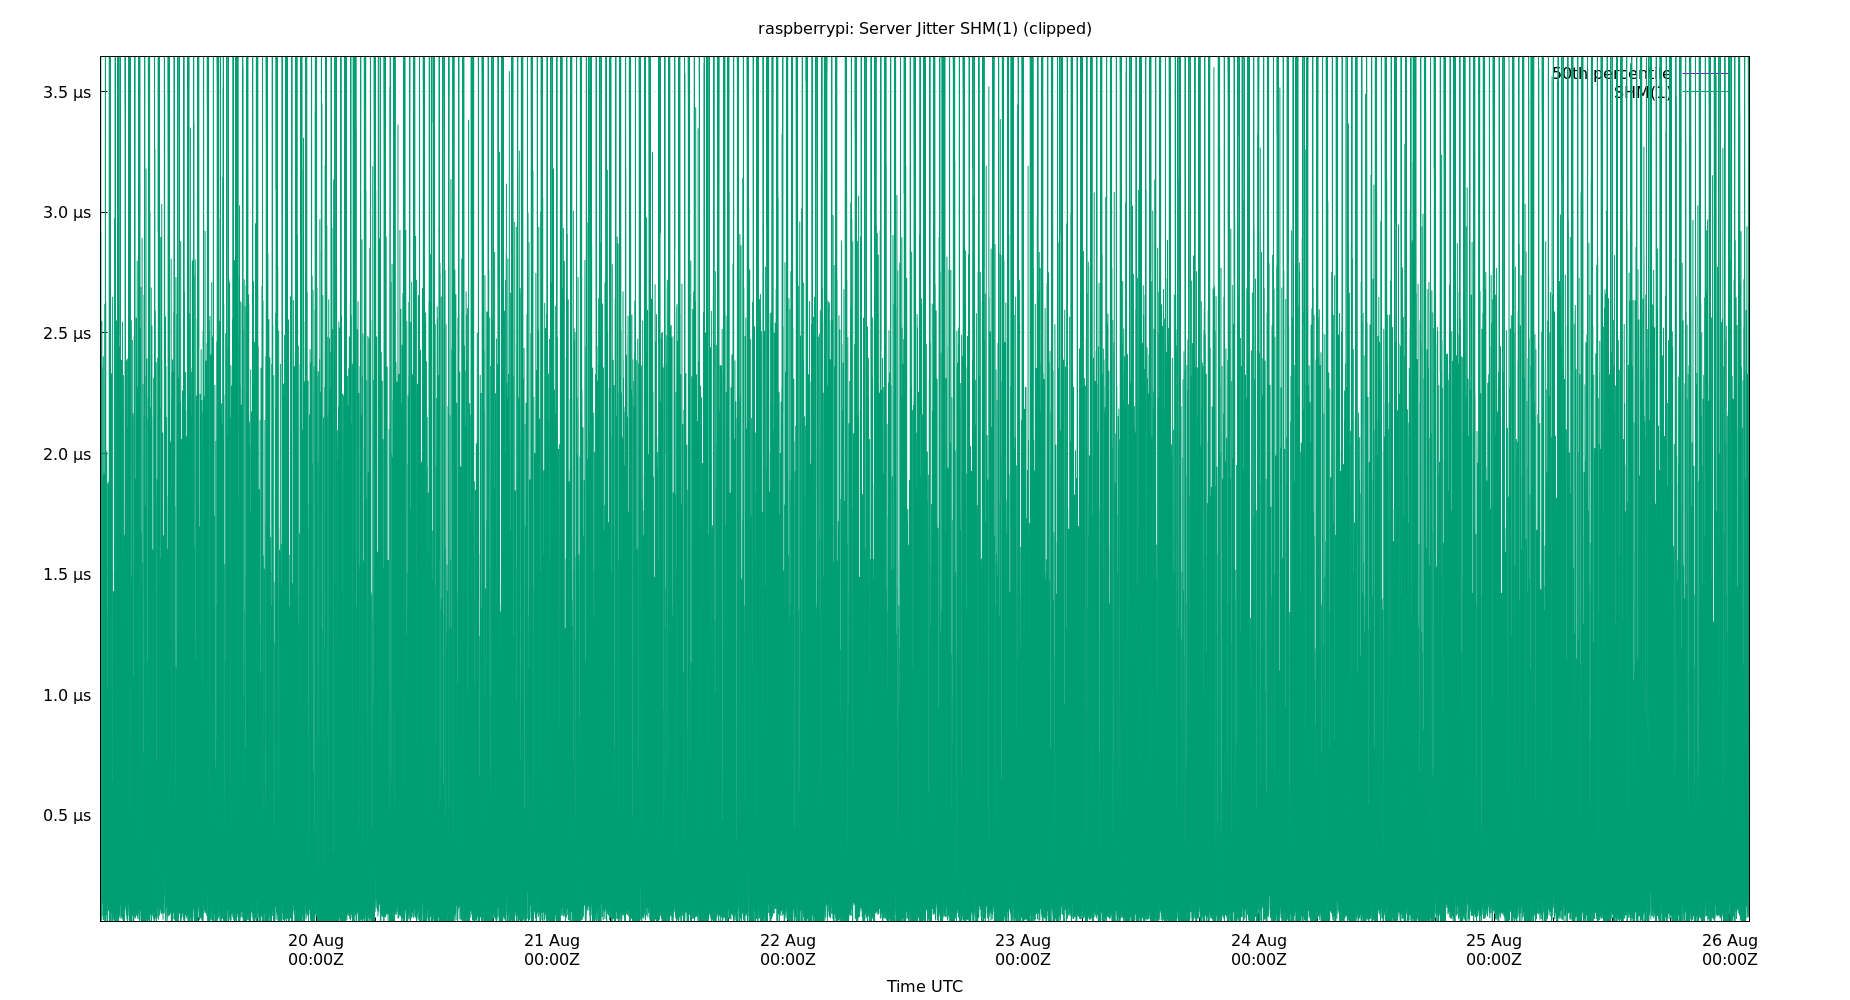 raspberrypi: Server Jitter SHM(1) (clipped)
50th percentile
SHM(1)
3.5 µs
3.0 µs
2.5 µs
2.0 µs
1.5 µs
1.0 µs
0.5 µs
20 Aug 21 Aug 22 Aug 23 Aug 24 Aug 25 Aug 26 Aug
00:00Z 00:00Z 00:00Z 00:00Z 00:00Z 00:00Z 00:00Z
Time UTC